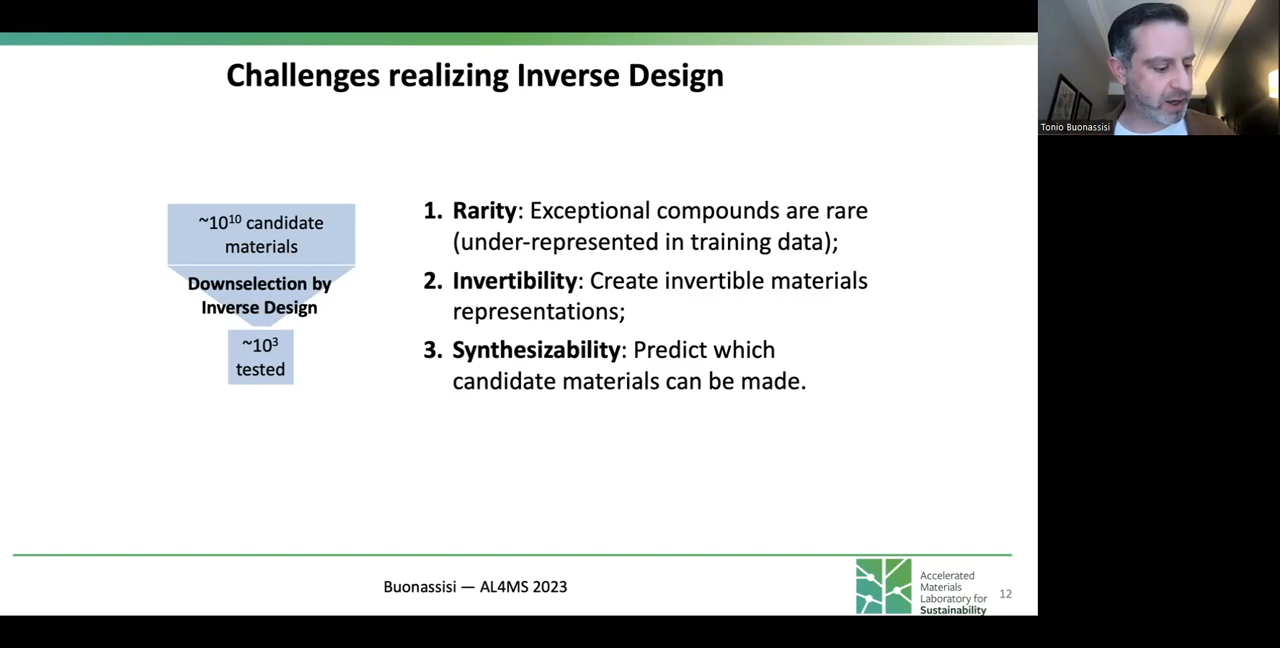 Challenges realizing Inverse Design
~10¹⁰ candidate
materials
Downselection by
Inverse Design
~10³
tested
1. Rarity: Exceptional compounds are rare
(under-represented in training data);
2. Invertibility: Create invertible materials
representations;
3. Synthesizability: Predict which
candidate materials can be made.
Buonassisi — AL4MS 2023
Accelerated
Materials
Laboratory for
Sustainability
12
Tonio Buonassisi